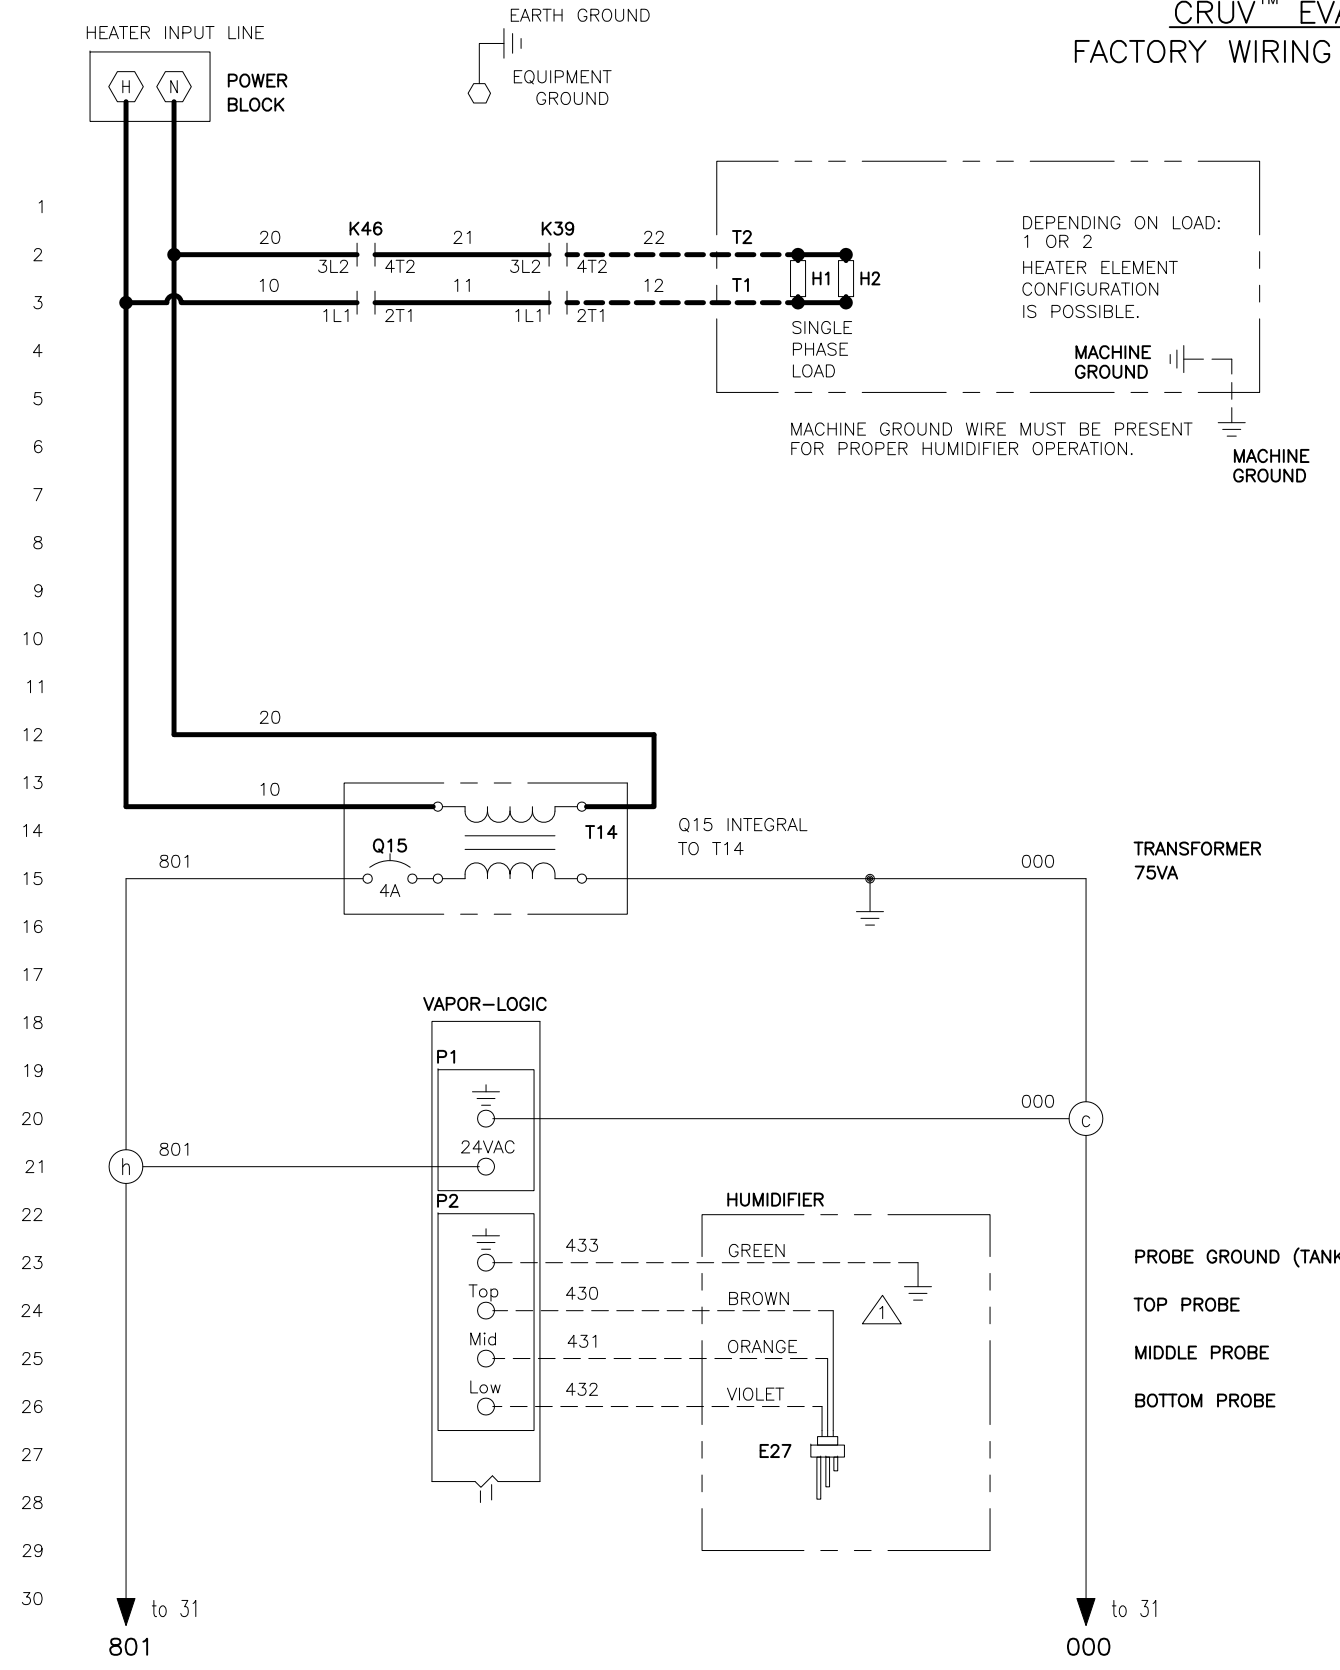 CRUV™ EVA
FACTORY WIRING
EARTH GROUND
HEATER INPUT LINE
EQUIPMENT
GROUND
H N
POWER
BLOCK
1
DEPENDING ON LOAD:
1 OR 2
HEATER ELEMENT
CONFIGURATION
IS POSSIBLE.
K46 K39
20 21 22 T2
2
3L2 4T2 3L2 4T2
10 11 12 T1 H1 H2
3
1L1 2T1 1L1 2T1
SINGLE
PHASE
LOAD
4
MACHINE
GROUND
5
MACHINE GROUND WIRE MUST BE PRESENT
FOR PROPER HUMIDIFIER OPERATION.
6
MACHINE
GROUND
7
8
9
10
11
20
12
13
10
14
T14
Q15 INTEGRAL
TO T14
Q15
801
000
TRANSFORMER
75VA
15
4A
16
17
VAPOR-LOGIC
18
P1
19
000
20
c
24VAC
801
21
h
P2
HUMIDIFIER
22
433 GREEN
23
PROBE GROUND (TANK
Top 430 BROWN
24
1
TOP PROBE
Mid 431 ORANGE
25
MIDDLE PROBE
Low 432 VIOLET
26
BOTTOM PROBE
27
E27
28
29
30
to 31
to 31
801
000